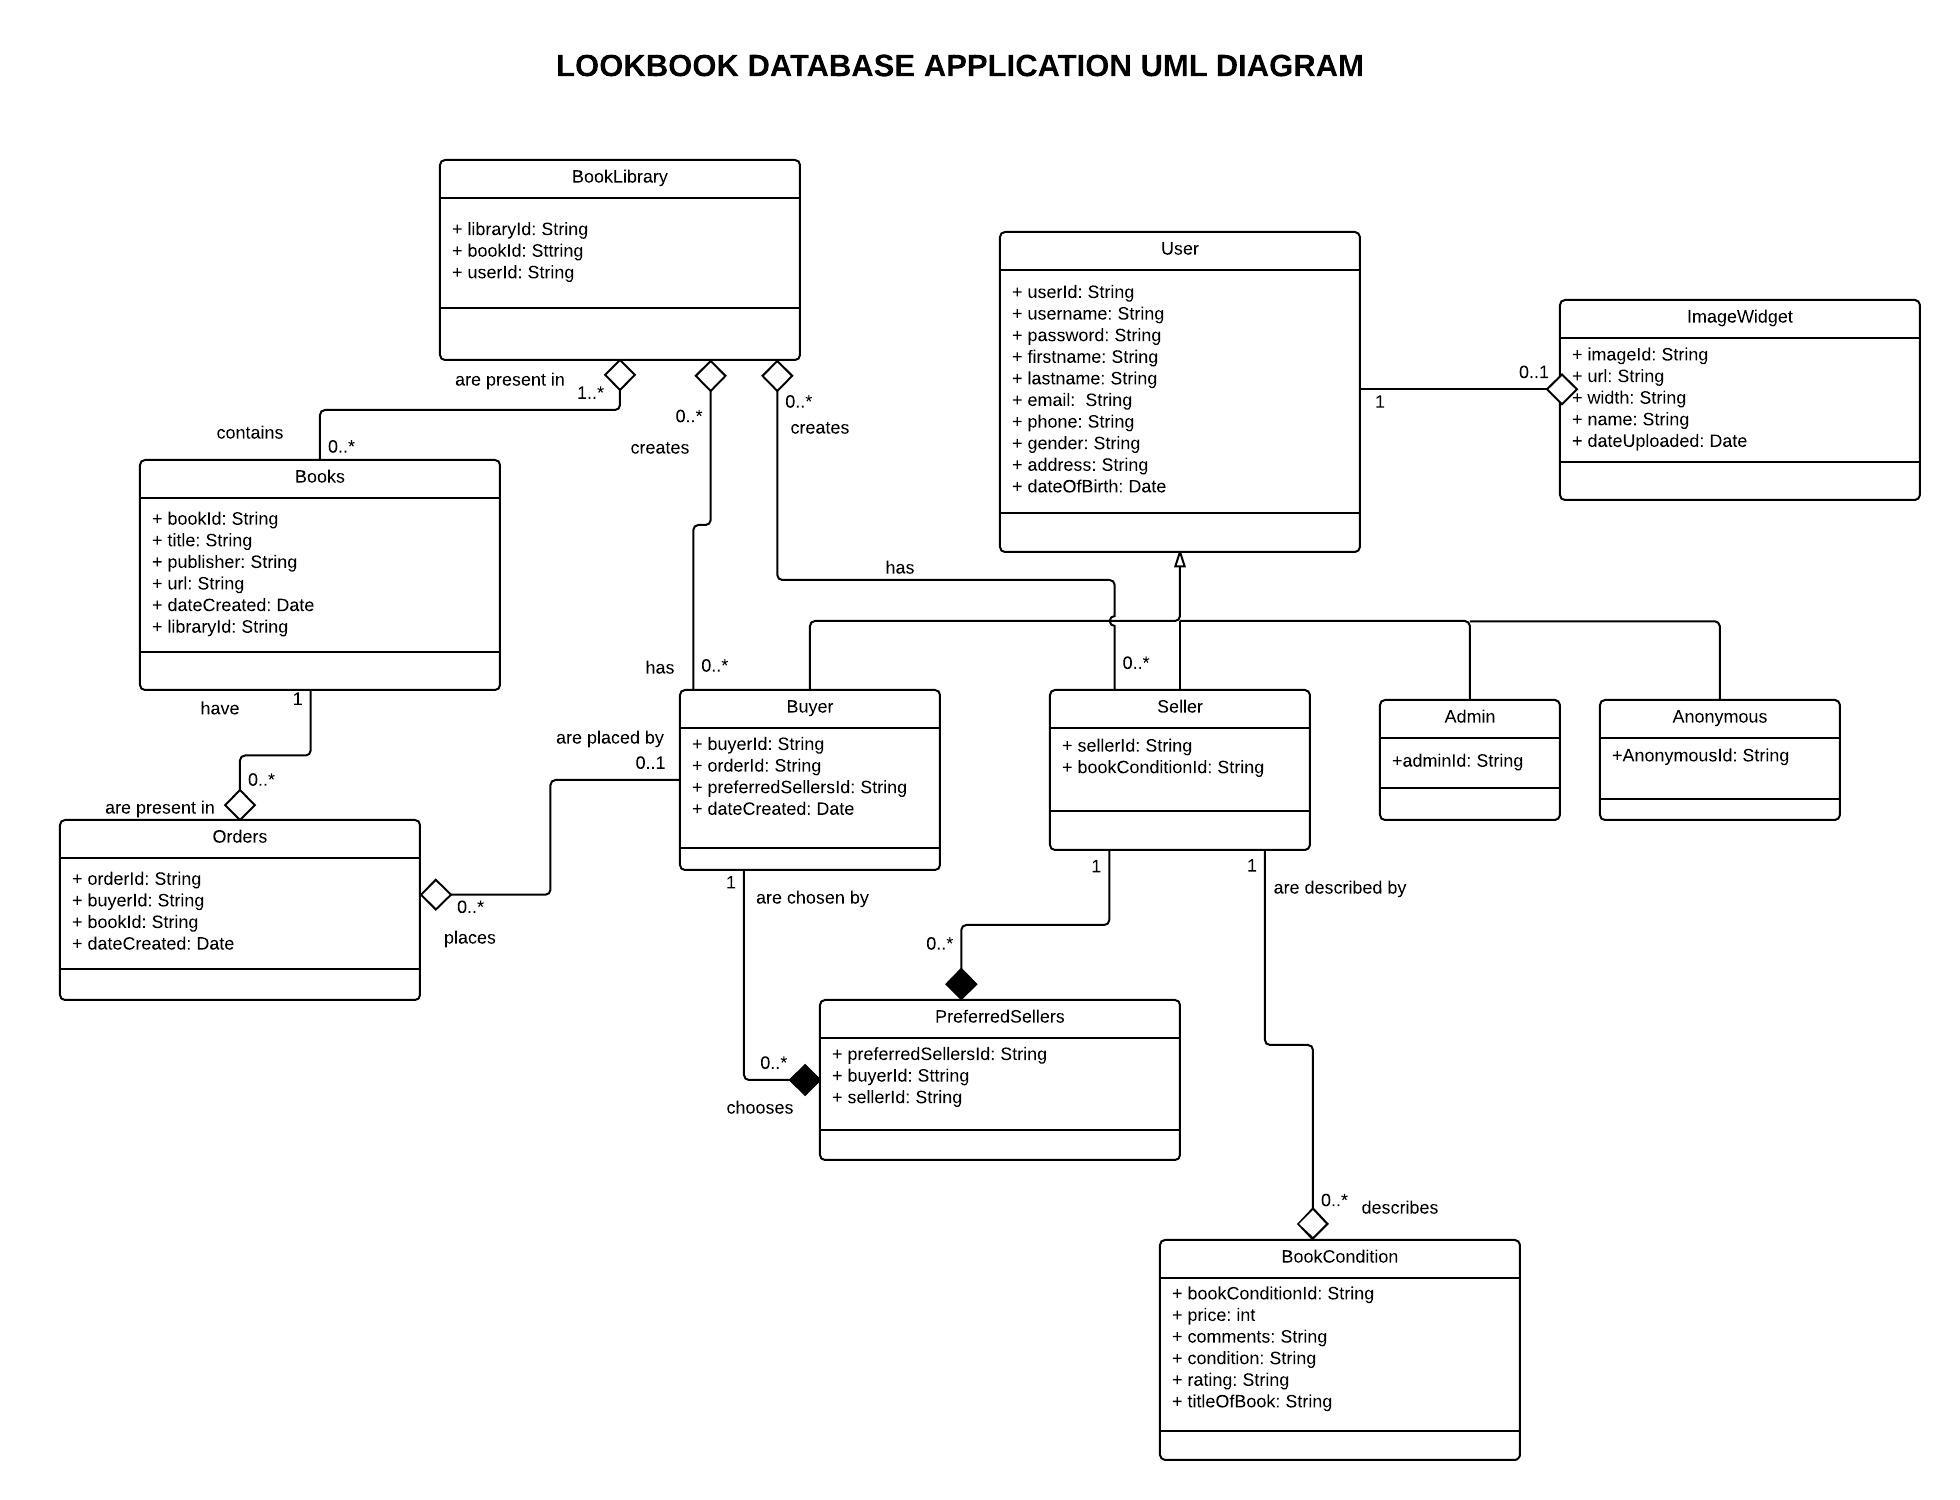 LOOKBOOK DATABASE APPLICATION UML DIAGRAM
BookLibrary
+ libraryId: String
+ bookId: Sttring
+ userId: String
User
+ userId: String
+ username: String
+ password: String
+ firstname: String
+ lastname: String
+ email:  String
+ phone: String
+ gender: String
+ address: String
+ dateOfBirth: Date
ImageWidget
+ imageId: String
+ url: String
+ width: String
+ name: String
+ dateUploaded: Date
0..1
1
are present in
1..*
0..*
creates
0..*
creates
contains
0..*
Books
+ bookId: String
+ title: String
+ publisher: String
+ url: String
+ dateCreated: Date
+ libraryId: String
has
has
0..*
0..*
have
1
0..*
are present in
Orders
+ orderId: String
+ buyerId: String
+ bookId: String
+ dateCreated: Date
are placed by
0..1
0..*
places
Buyer
+ buyerId: String
+ orderId: String
+ preferredSellersId: String
+ dateCreated: Date
Seller
+ sellerId: String
+ bookConditionId: String
Admin
+adminId: String
Anonymous
+AnonymousId: String
1
are chosen by
1
1
are described by
0..*
0..*
chooses
PreferredSellers
+ preferredSellersId: String
+ buyerId: Sttring
+ sellerId: String
0..*
describes
BookCondition
+ bookConditionId: String
+ price: int
+ comments: String
+ condition: String
+ rating: String
+ titleOfBook: String